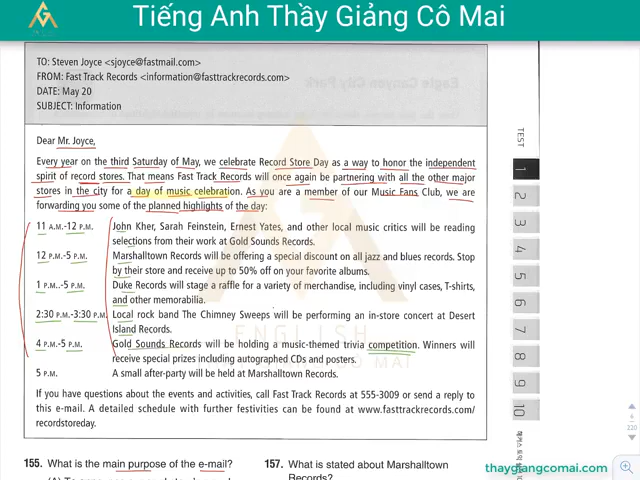 Tiếng Anh Thầy Giảng Cô Mai
TO: Steven Joyce <sjoyce@fastmail.com>
FROM: Fast Track Records <information@fasttrackrecords.com>
DATE: May 20
SUBJECT: Information
Dear Mr. Joyce,
Every year on the third Saturday of May, we celebrate Record Store Day as a way to honor the independent
spirit of record stores. That means Fast Track Records will once again be partnering with all the other major
stores in the city for a day of music celebration. As you are a member of our Music Fans Club, we are
forwarding you some of the planned highlights of the day:
11 A.M.-12 P.M. John Kher, Sarah Feinstein, Ernest Yates, and other local music critics will be reading
selections from their work at Gold Sounds Records.
12 P.M.-5 P.M. Marshalltown Records will be offering a special discount on all jazz and blues records. Stop
by their store and receive up to 50% off on your favorite albums.
1 P.M.-5 P.M. Duke Records will stage a raffle for a variety of merchandise, including vinyl cases, T-shirts,
and other memorabilia.
2:30 P.M.-3:30 P.M. Local rock band The Chimney Sweeps will be performing an in-store concert at Desert
Island Records.
4 P.M.-5 P.M. Gold Sounds Records will be holding a music-themed trivia competition. Winners will
receive special prizes including autographed CDs and posters.
5 P.M. A small after-party will be held at Marshalltown Records.
If you have questions about the events and activities, call Fast Track Records at 555-3009 or send a reply to
this e-mail. A detailed schedule with further festivities can be found at www.fasttrackrecords.com/
recordstoreday.
155. What is the main purpose of the e-mail?
157. What is stated about Marshalltown
Records?
TEST
1
2
3
4
5
6
7
8
9
10
6
220
thaygiangcomai.com
ENGLISH